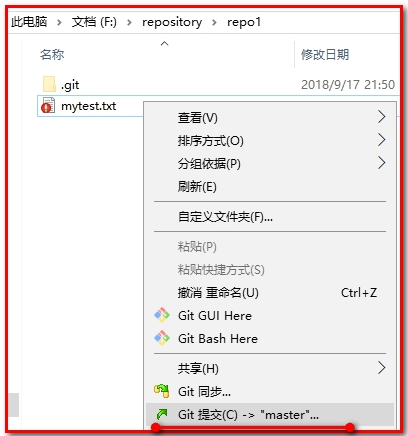 此电脑 > 文档 (F:) > repository > repo1
名称 修改日期
.git 2018/9/17 21:50
mytest.txt
查看(V)
排序方式(O)
分组依据(P)
刷新(E)
自定义文件夹(F)...
粘贴(P)
粘贴快捷方式(S)
撤消 重命名(U) Ctrl+Z
Git GUI Here
Git Bash Here
共享(H)
Git 同步...
Git 提交(C) -> "master"...